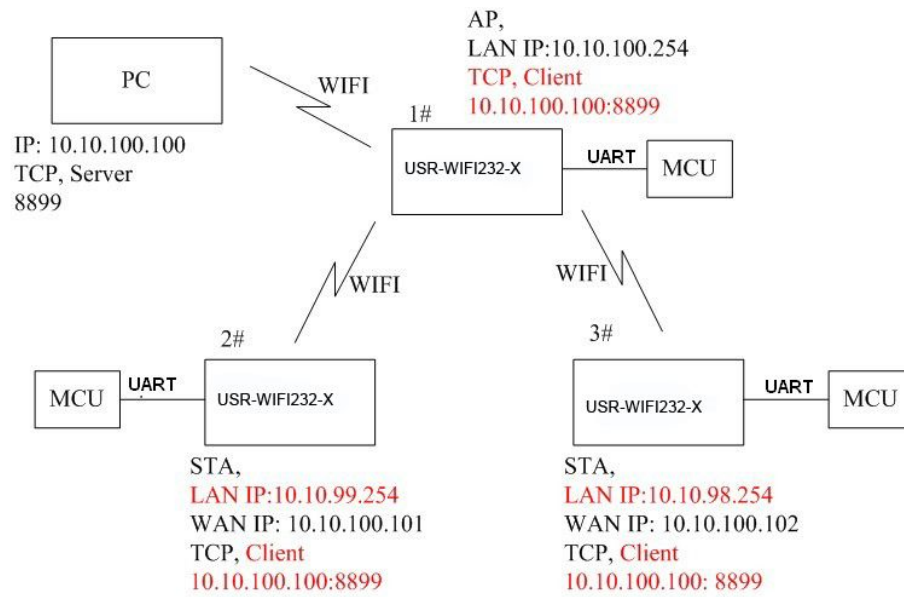 AP,
LAN IP:10.10.100.254
TCP, Client
10.10.100.100:8899
PC
WIFI
1#
IP: 10.10.100.100
TCP, Server
8899
USR-WIFI232-X
UART
MCU
WIFI
WIFI
2#
3#
MCU
UART
USR-WIFI232-X
USR-WIFI232-X
UART
MCU
STA,
LAN IP:10.10.99.254
WAN IP: 10.10.100.101
TCP, Client
10.10.100.100:8899
STA,
LAN IP:10.10.98.254
WAN IP: 10.10.100.102
TCP, Client
10.10.100.100: 8899